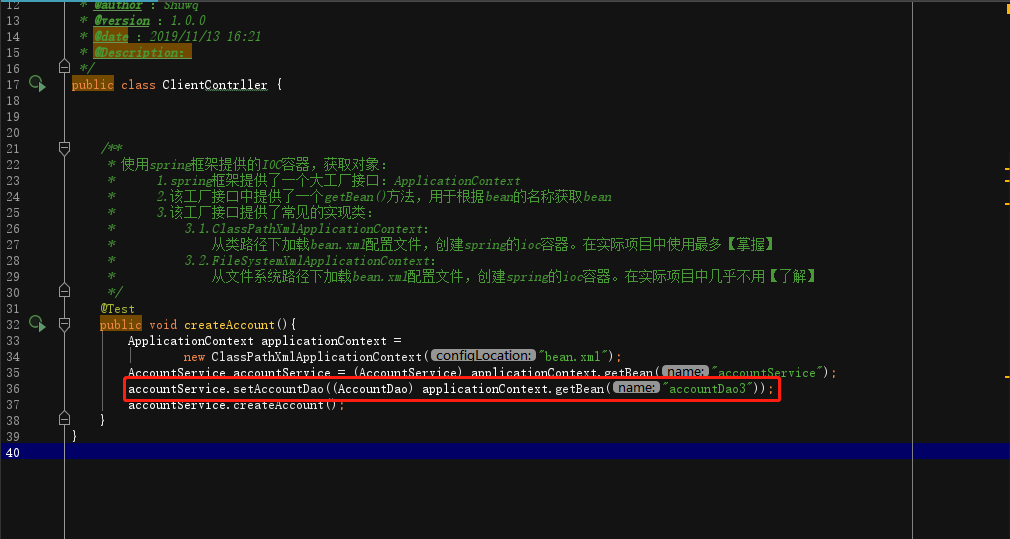 12 * @author : Shuwq
13 * @version : 1.0.0
14 * @date : 2019/11/13 16:21
15 * @Description:
16 */
17 public class ClientContrller {
18
19
20
21 /**
22 * 使用spring框架提供的IOC容器，获取对象：
23 * 1.spring框架提供了一个大工厂接口：ApplicationContext
24 * 2.该工厂接口中提供了一个getBean()方法，用于根据bean的名称获取bean
25 * 3.该工厂接口提供了常见的实现类：
26 * 3.1.ClassPathXmlApplicationContext:
27 * 从类路径下加载bean.xml配置文件，创建spring的ioc容器。在实际项目中使用最多【掌握】
28 * 3.2.FileSystemXmlApplicationContext:
29 * 从文件系统路径下加载bean.xml配置文件，创建spring的ioc容器。在实际项目中几乎不用【了解】
30 */
31 @Test
32 public void createAccount(){
33 ApplicationContext applicationContext =
34 new ClassPathXmlApplicationContext( configLocation: "bean.xml");
35 AccountService accountService = (AccountService) applicationContext.getBean( name: "accountService");
36 accountService.setAccountDao((AccountDao) applicationContext.getBean( name: "accountDao3"));
37 accountService.createAccount();
38 }
39 }
40